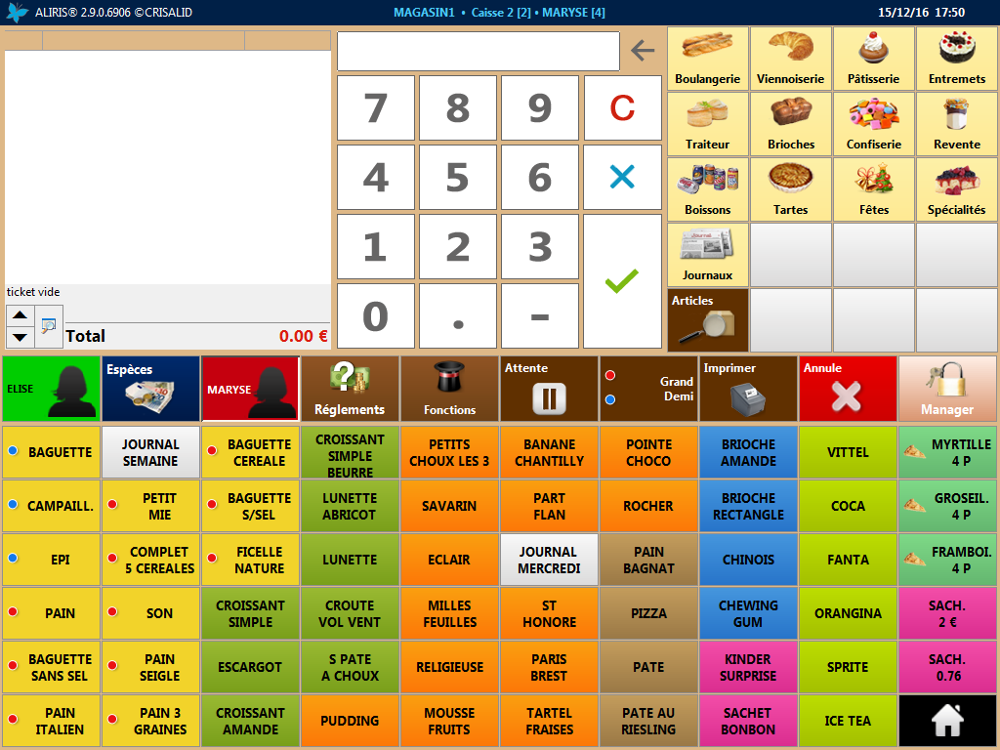 ALIRIS® 2.9.0.6906 ©CRISALID
MAGASIN1 • Caisse 2 [2] • MARYSE [4]
15/12/16 17:50
ticket vide
Total 0.00 €
7 8 9 C
4 5 6
1 2 3
0 . -
Boulangerie Viennoiserie Pâtisserie Entremets
Traiteur Brioches Confiserie Revente
Boissons Tartes Fêtes Spécialités
Journaux
Articles
ELISE
Espèces
MARYSE
Réglements
Fonctions
Attente
Grand
Demi
Imprimer
Annule
Manager
BAGUETTE
JOURNAL
SEMAINE
BAGUETTE
CEREALE
CROISSANT
SIMPLE
BEURRE
PETITS
CHOUX LES 3
BANANE
CHANTILLY
POINTE
CHOCO
BRIOCHE
AMANDE
VITTEL
MYRTILLE
4 P
CAMPAILL.
PETIT
MIE
BAGUETTE
S/SEL
LUNETTE
ABRICOT
SAVARIN
PART
FLAN
ROCHER
BRIOCHE
RECTANGLE
COCA
GROSEIL.
4 P
EPI
COMPLET
5 CEREALES
FICELLE
NATURE
LUNETTE
ECLAIR
JOURNAL
MERCREDI
PAIN
BAGNAT
CHINOIS
FANTA
FRAMBOI.
4 P
PAIN
SON
CROISSANT
SIMPLE
CROUTE
VOL VENT
MILLES
FEUILLES
ST
HONORE
PIZZA
CHEWING
GUM
ORANGINA
SACH.
2 €
BAGUETTE
SANS SEL
PAIN
SEIGLE
ESCARGOT
S PATE
A CHOUX
RELIGIEUSE
PARIS
BREST
PATE
KINDER
SURPRISE
SPRITE
SACH.
0.76
PAIN
ITALIEN
PAIN 3
GRAINES
CROISSANT
AMANDE
PUDDING
MOUSSE
FRUITS
TARTEL
FRAISES
PATE AU
RIESLING
SACHET
BONBON
ICE TEA